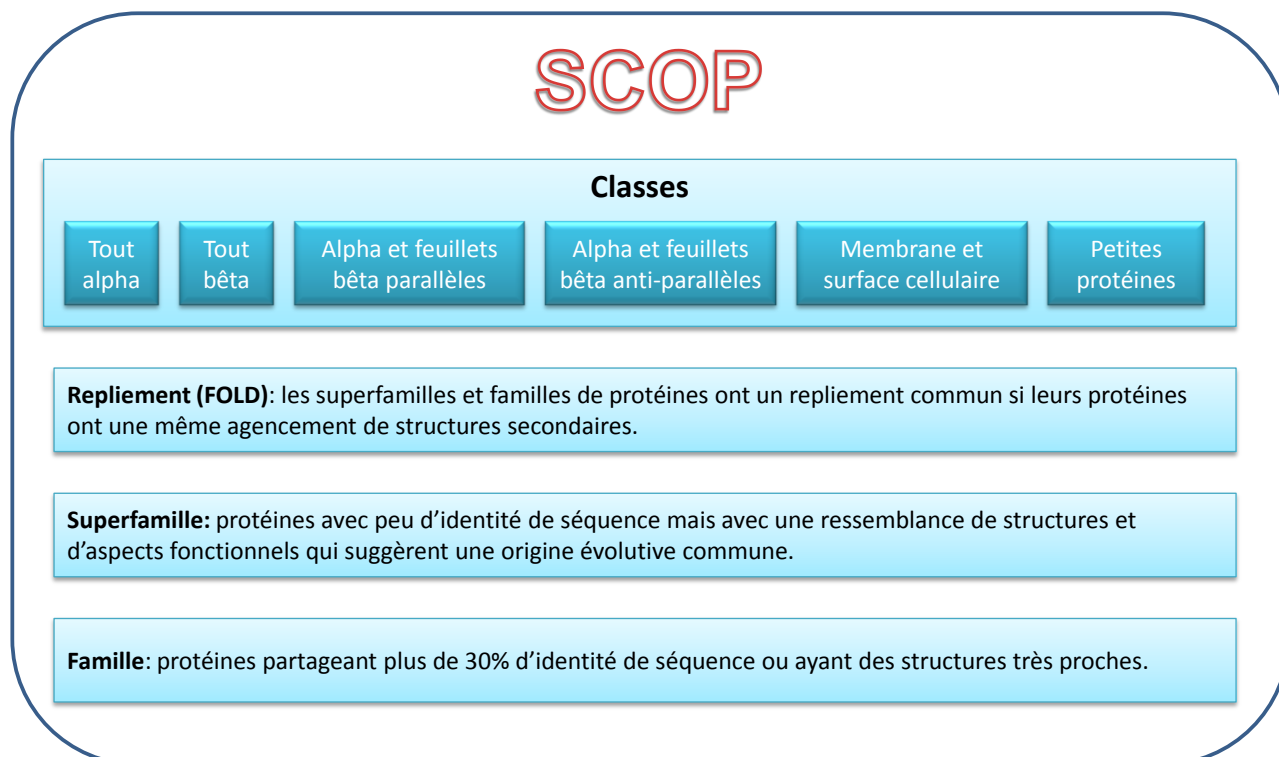 SCOP
Classes
Tout
alpha
Tout
bêta
Alpha et feuillets
bêta parallèles
Alpha et feuillets
bêta anti-parallèles
Membrane et
surface cellulaire
Petites
protéines
Repliement (FOLD): les superfamilles et familles de protéines ont un repliement commun si leurs protéines
ont une même agencement de structures secondaires.
Superfamille: protéines avec peu d’identité de séquence mais avec une ressemblance de structures et
d’aspects fonctionnels qui suggèrent une origine évolutive commune.
Famille: protéines partageant plus de 30% d’identité de séquence ou ayant des structures très proches.